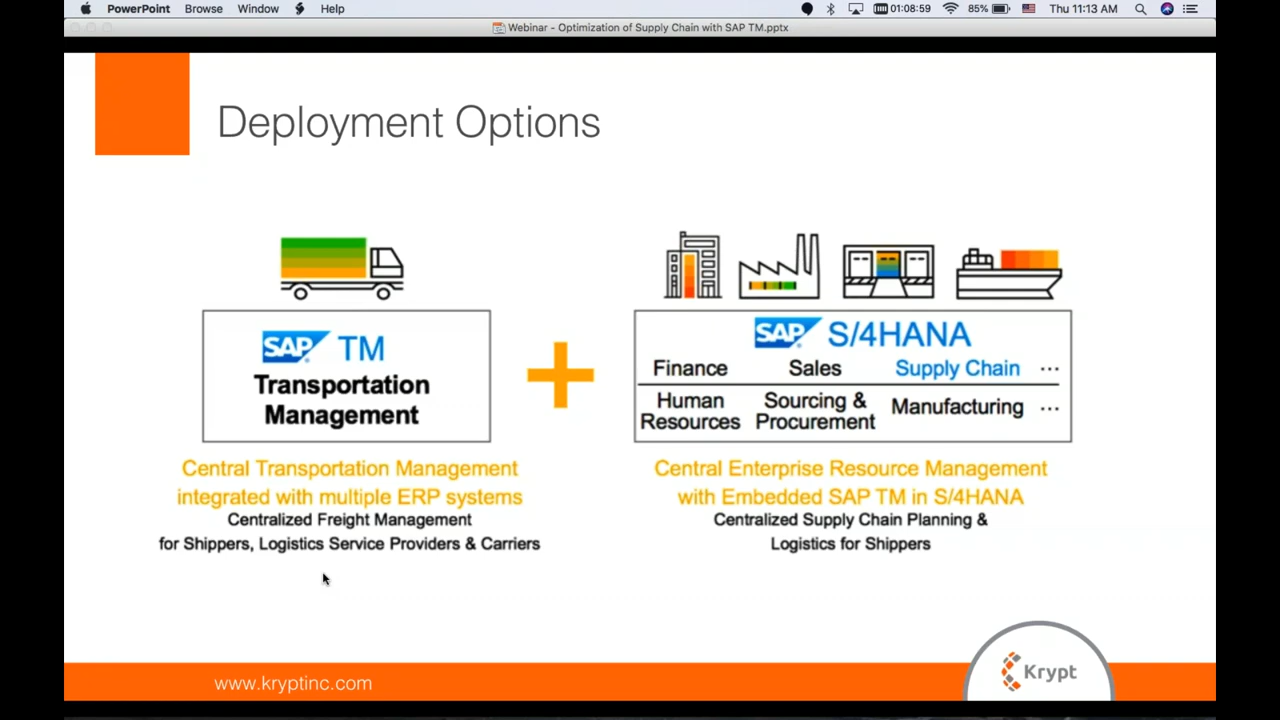 PowerPoint Browse Window Help 01:08:59 85% Thu 11:13 AM
Webinar - Optimization of Supply Chain with SAP TM.pptx
Deployment Options
SAP TM
Transportation
Management
SAP S/4HANA
Finance Sales Supply Chain ...
Human Resources Sourcing & Procurement Manufacturing ...
Central Transportation Management
integrated with multiple ERP systems
Centralized Freight Management
for Shippers, Logistics Service Providers & Carriers
Central Enterprise Resource Management
with Embedded SAP TM in S/4HANA
Centralized Supply Chain Planning &
Logistics for Shippers
www.kryptinc.com
Krypt